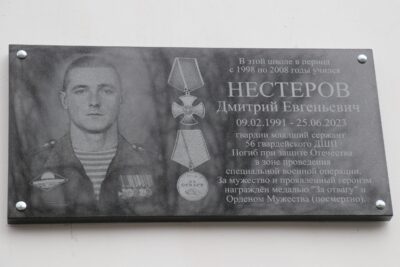 В этой школе в период
с 1998 по 2008 годы учился
НЕСТЕРОВ
Дмитрий Евгеньевич
09.02.1991 - 25.06.2023
гвардии младший сержант
56 гвардейского ДШП
Погиб при защите Отечества
в зоне проведения
специальной военной операции.
За мужество и проявленный героизм
награждён медалью "За отвагу" и
Орденом Мужества (посмертно).